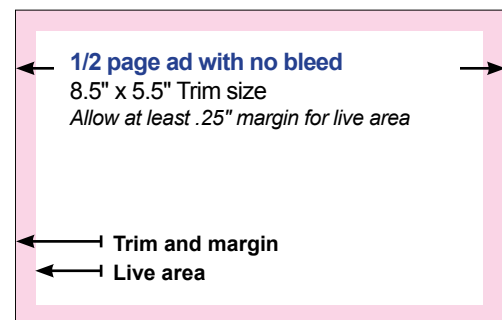 1/2 page ad with no bleed
8.5" x 5.5" Trim size
Allow at least .25" margin for live area
Trim and margin
Live area